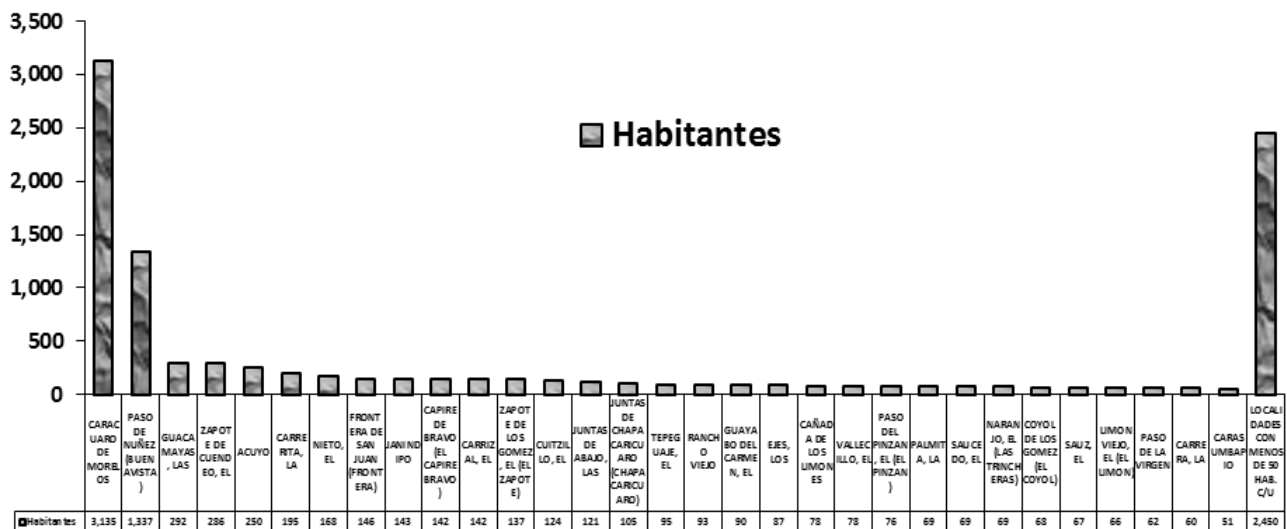 3,500
3,000
2,500
2,000
1,500
1,000
500
0
Habitantes
CARAC
UARO
DE
MOREL
OS
PASO
DE
NUÑEZ
(BUEN
AVISTA)
GUACA
MAYAS
, LAS
ZAPOT
E DE
CUEND
EO, EL
ACUYO
CARRE
RITA, LA
NIETO,
EL
FRONT
ERA DE
SAN
JUAN
(FRONT
ERA)
JANIND
IPO
CAPIRE
DE
BRAVO
(EL
CAPIRE
BRAVO
)
CARRIZ
AL, EL
ZAPOT
E DE
LOS
GOMEZ
, EL (EL
ZAPOT
E)
CUITZI
LO, EL
JUNTAS
DE
ABAJO,
LAS
JUNTAS
DE
CHAPA
CARICU
ARO
(CHAPA
CARICU
ARO)
TEPEG
UAJE,
EL
RANCH
O
VIEJO
GUAYA
BO DEL
CARME
N, EL
EJES,
LOS
CAÑAD
A DE
LOS
LIMON
ES
VALLEC
ILLO, EL
PASO
DEL
PINZAN
, EL (EL
PINZAN
)
PALMIT
A, LA
SAUCE
DO, EL
NARAN
JO, EL
(LAS
TRINC
HERAS)
COYOL
DE LOS
GOMEZ
(EL
COYOL)
SAUZ,
EL
LIMON
VIEJO,
EL (EL
LIMON)
PASO
DE LA
VIRGEN
CARRE
RA, LA
CARAS
UMBAP
IO
LOCALI
DADES
CON
MENOS
DE 50
HAB.
C/U
Habitantes 3,135 1,337 292 286 250 195 168 146 143 142 142 137 124 121 105 95 93 90 87 78 78 76 69 69 69 68 67 66 62 60 51 2,450